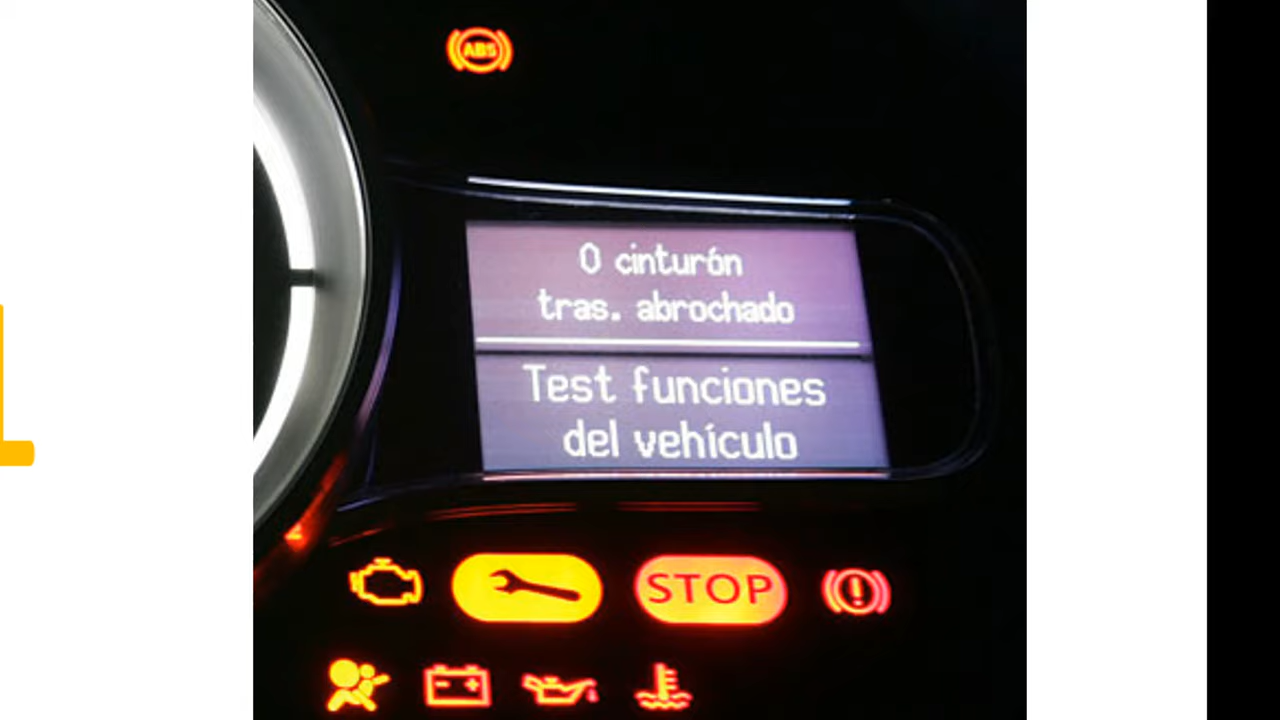 ABS
0 cinturón
tras. abrochado
Test funciones
del vehículo
STOP